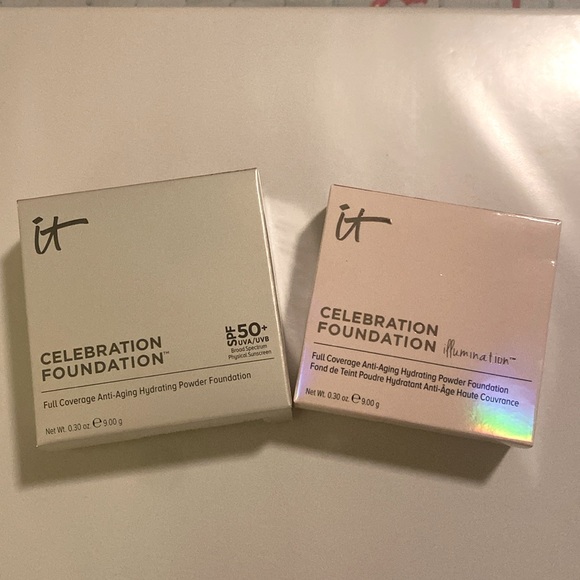 it
SPF 50+
UVA/UVB
Broad Spectrum
Physical Sunscreen
CELEBRATION
FOUNDATION™
Full Coverage Anti-Aging Hydrating Powder Foundation
Net Wt. 0.30 oz. ℮ 9.00 g
it
CELEBRATION
FOUNDATION illumination™
Full Coverage Anti-Aging Hydrating Powder Foundation
Fond de Teint Poudre Hydratant Anti-Âge Haute Couvrance
Net Wt. 0.30 oz. ℮ 9.00 g